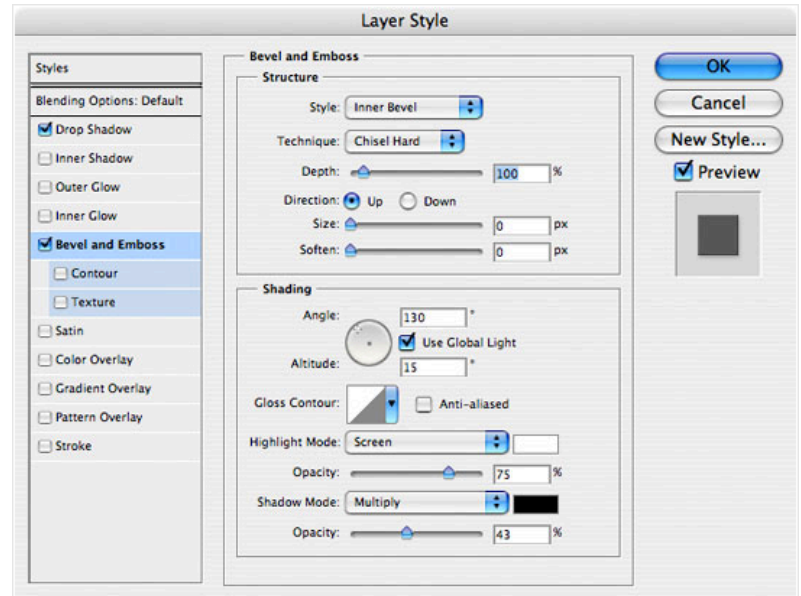 Layer Style
Styles
Blending Options: Default
Drop Shadow
Inner Shadow
Outer Glow
Inner Glow
Bevel and Emboss
Contour
Texture
Satin
Color Overlay
Gradient Overlay
Pattern Overlay
Stroke
Bevel and Emboss
Structure
Style: Inner Bevel
Technique: Chisel Hard
Depth: 100 %
Direction: Up Down
Size: 0 px
Soften: 0 px
Shading
Angle: 130 °
Use Global Light
Altitude: 15 °
Gloss Contour: Anti-aliased
Highlight Mode: Screen
Opacity: 75 %
Shadow Mode: Multiply
Opacity: 43 %
OK
Cancel
New Style...
Preview